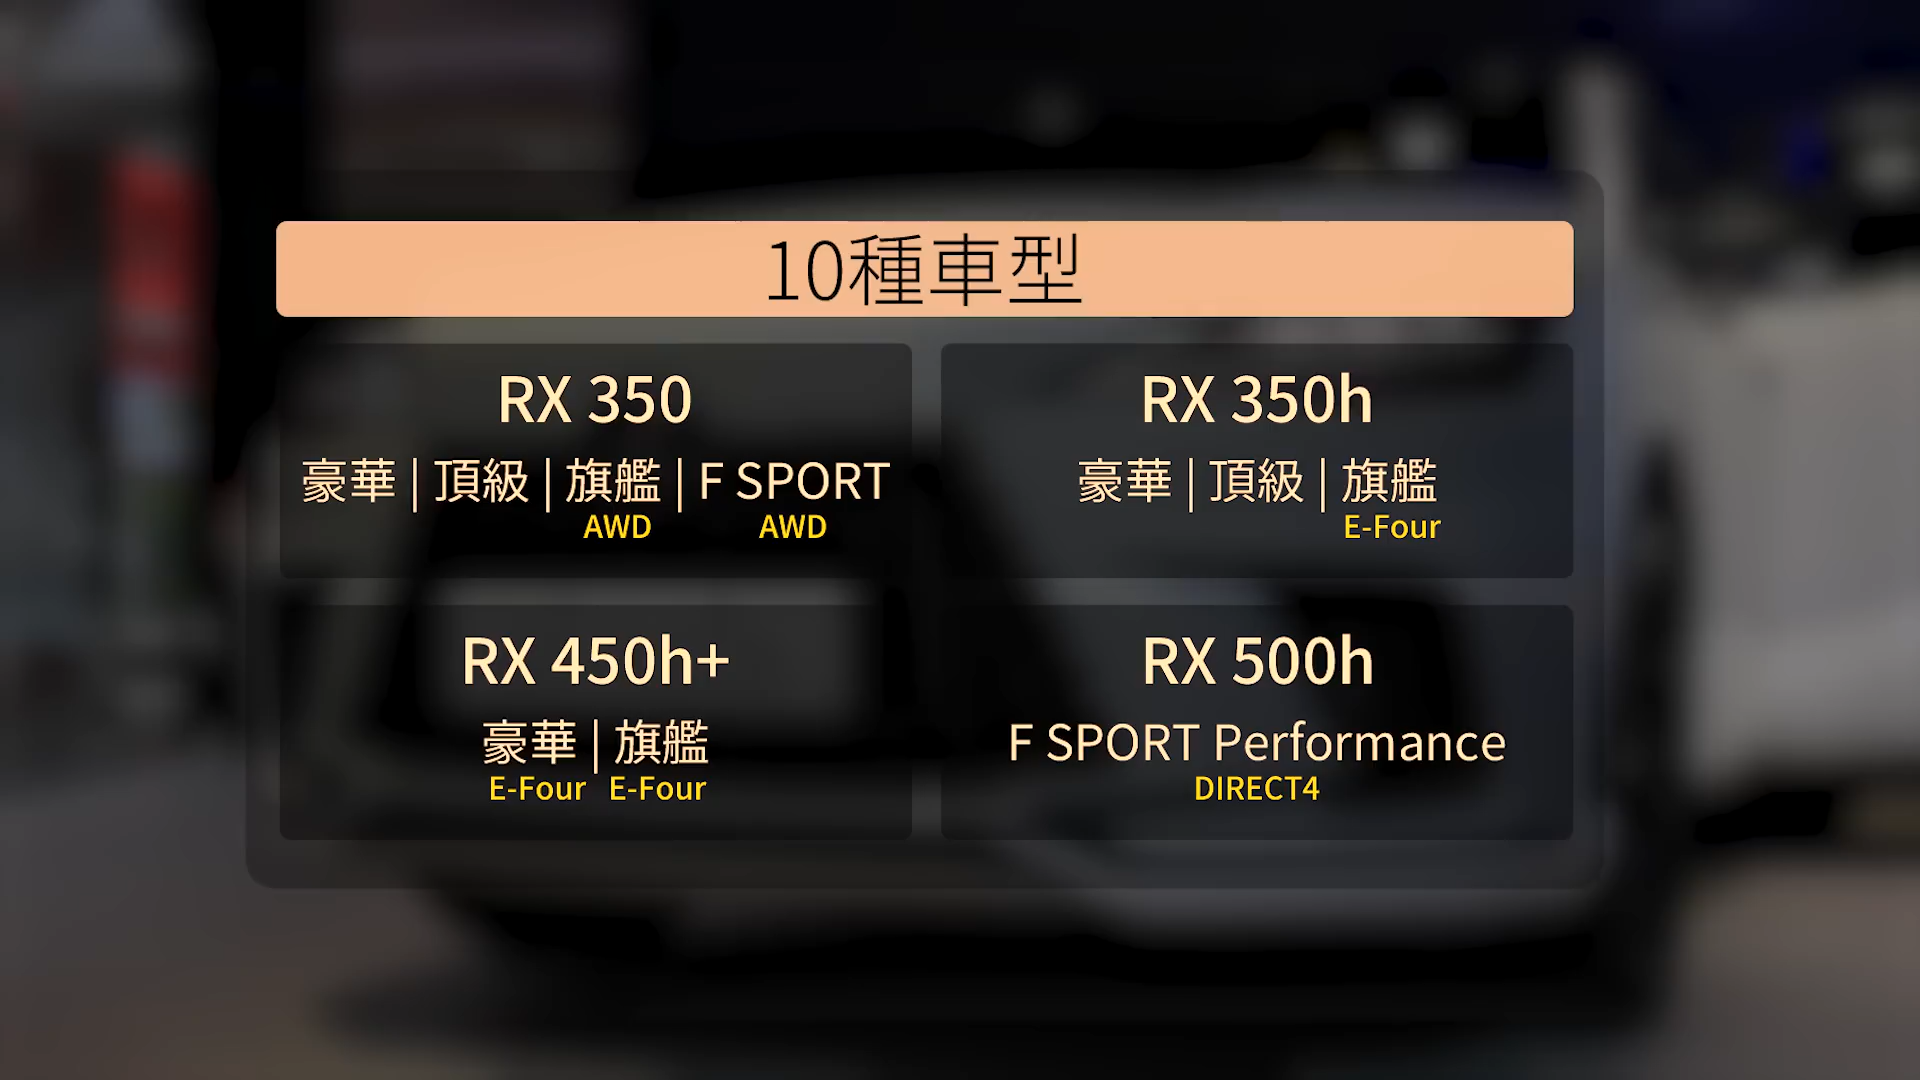 10種車型
RX 350
豪華 | 頂級 | 旗艦 | F SPORT
AWD AWD
RX 350h
豪華 | 頂級 | 旗艦
E-Four
RX 450h+
豪華 | 旗艦
E-Four E-Four
RX 500h
F SPORT Performance
DIRECT4